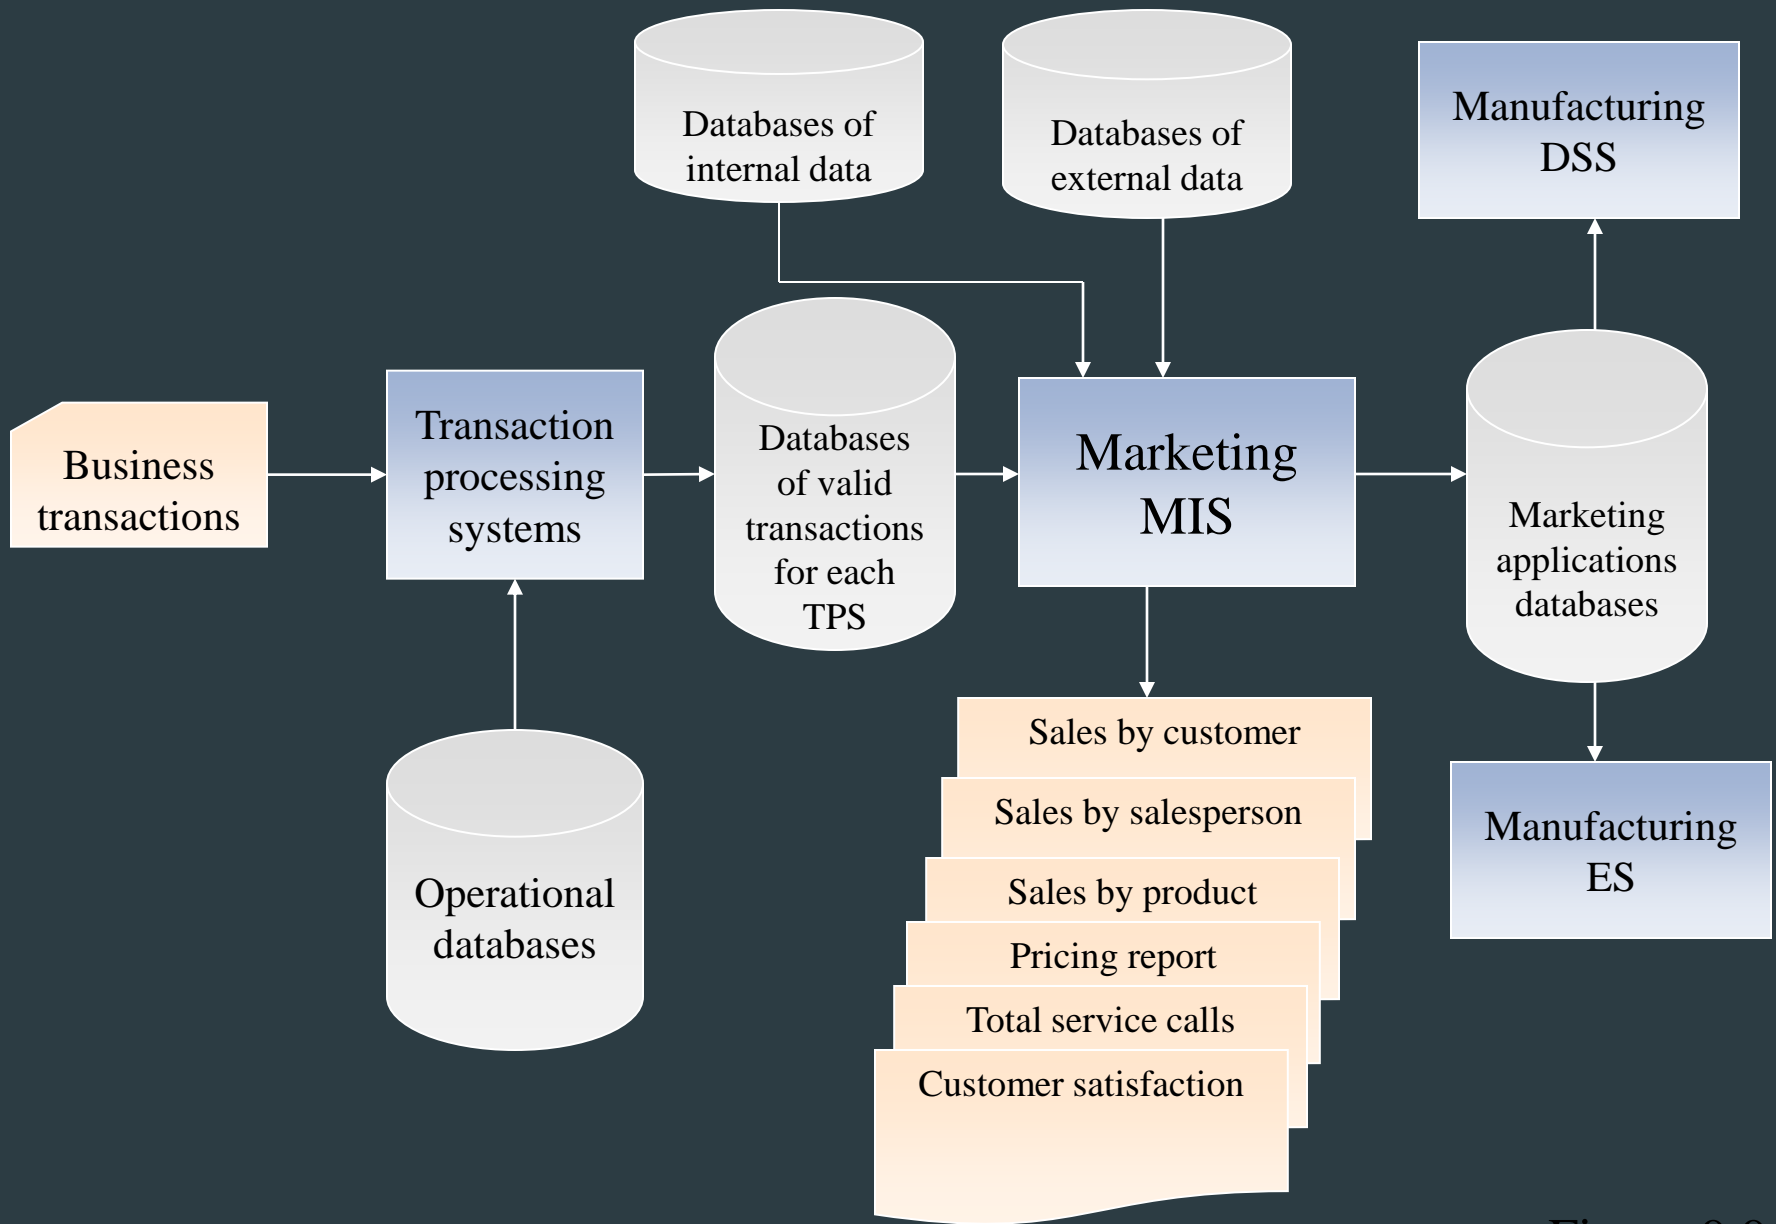 Databases of
internal data
Databases of
external data
Manufacturing
DSS
Business
transactions
Transaction
processing
systems
Databases
of valid
transactions
for each
TPS
Marketing
MIS
Marketing
applications
databases
Operational
databases
Sales by customer
Sales by salesperson
Sales by product
Pricing report
Total service calls
Customer satisfaction
Manufacturing
ES